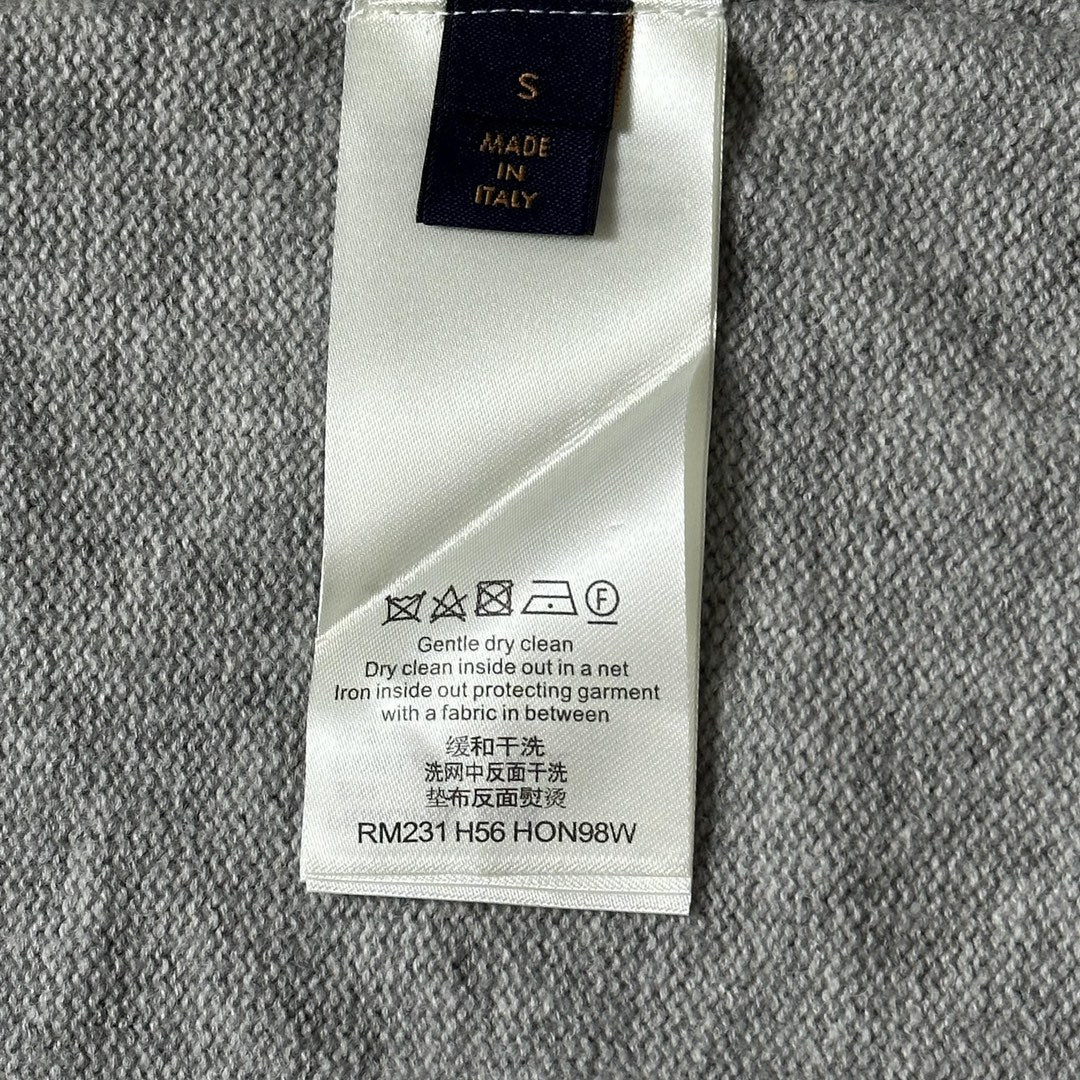 S
MADE
IN
ITALY
F
Gentle dry clean
Dry clean inside out in a net
Iron inside out protecting garment
with a fabric in between
缓和干洗
洗网中反面干洗
垫布反面熨烫
RM231 H56 HON98W